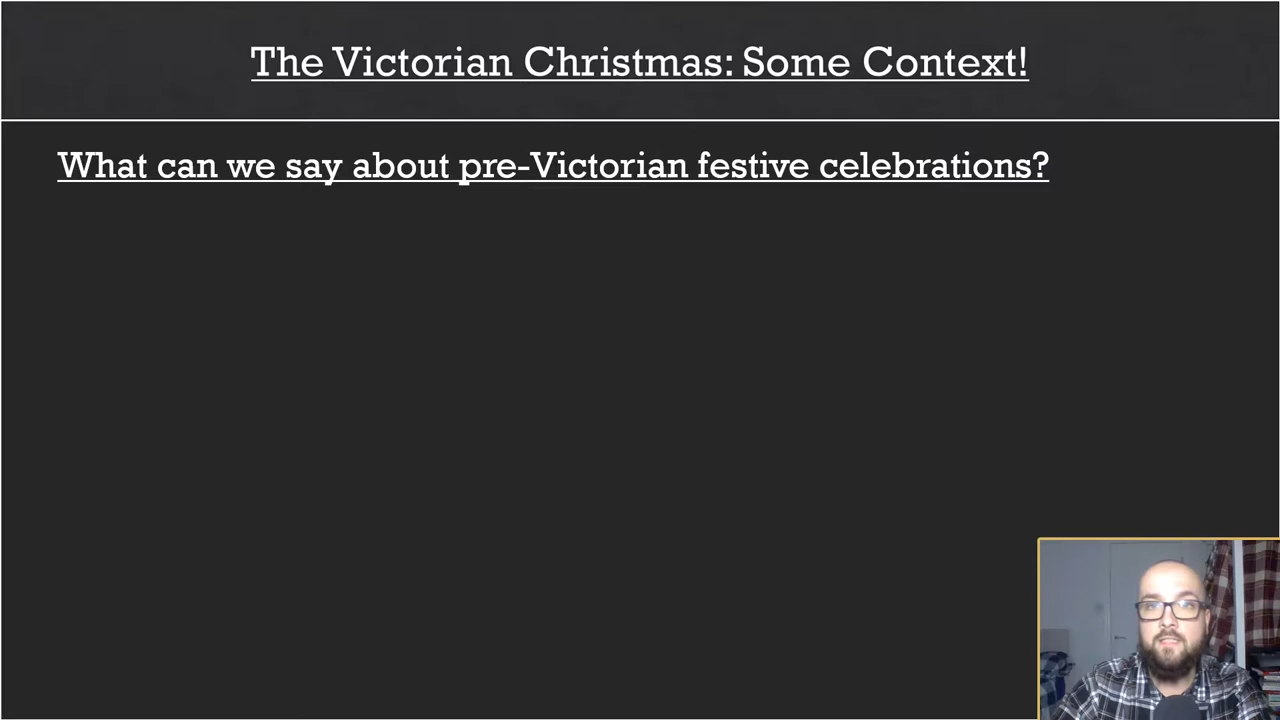 The Victorian Christmas: Some Context!
What can we say about pre-Victorian festive celebrations?